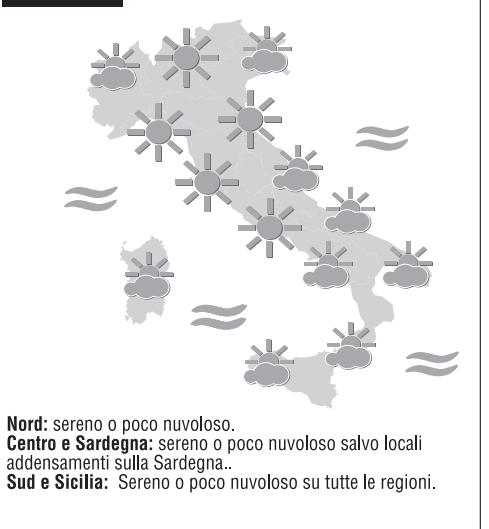 Nord: sereno o poco nuvoloso.
Centro e Sardegna: sereno o poco nuvoloso salvo locali
addensamenti sulla Sardegna..
Sud e Sicilia: Sereno o poco nuvoloso su tutte le regioni.